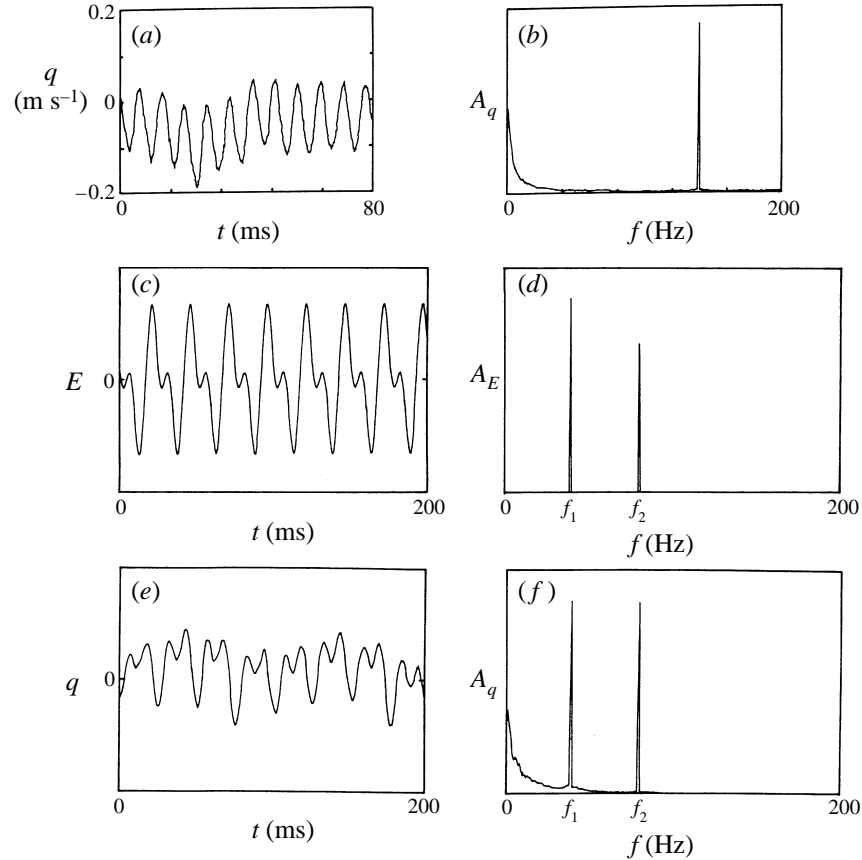 0.2
(a)
q
(m s⁻¹)
0
−0.2
0
80
t (ms)
(b)
A_q
0
200
f (Hz)
(c)
E
0
0
200
t (ms)
(d)
A_E
0
f₁
f₂
200
f (Hz)
(e)
q
0
0
200
t (ms)
(f)
A_q
0
f₁
f₂
200
f (Hz)